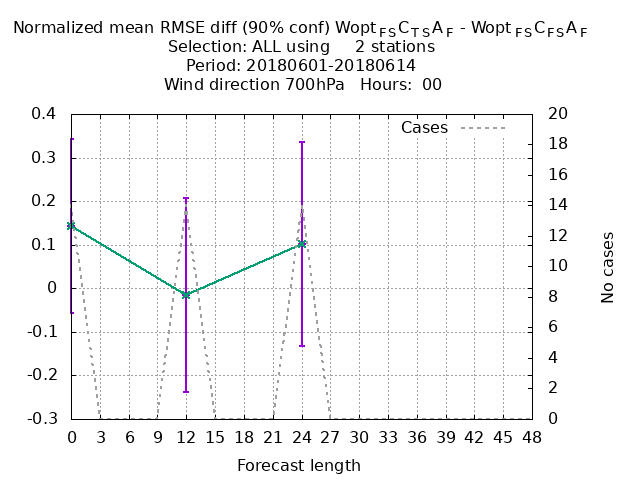 Normalized mean RMSE diff (90% conf) Wopt FS C TS A F - Wopt FS C FS A F
Selection: ALL using 2 stations
Period: 20180601-20180614
Wind direction 700hPa Hours: 00
Cases
0.4
0.3
0.2
0.1
0
-0.1
-0.2
-0.3
20
18
16
14
12
10
8
6
4
2
0
No cases
0 3 6 9 12 15 18 21 24 27 30 33 36 39 42 45 48
Forecast length